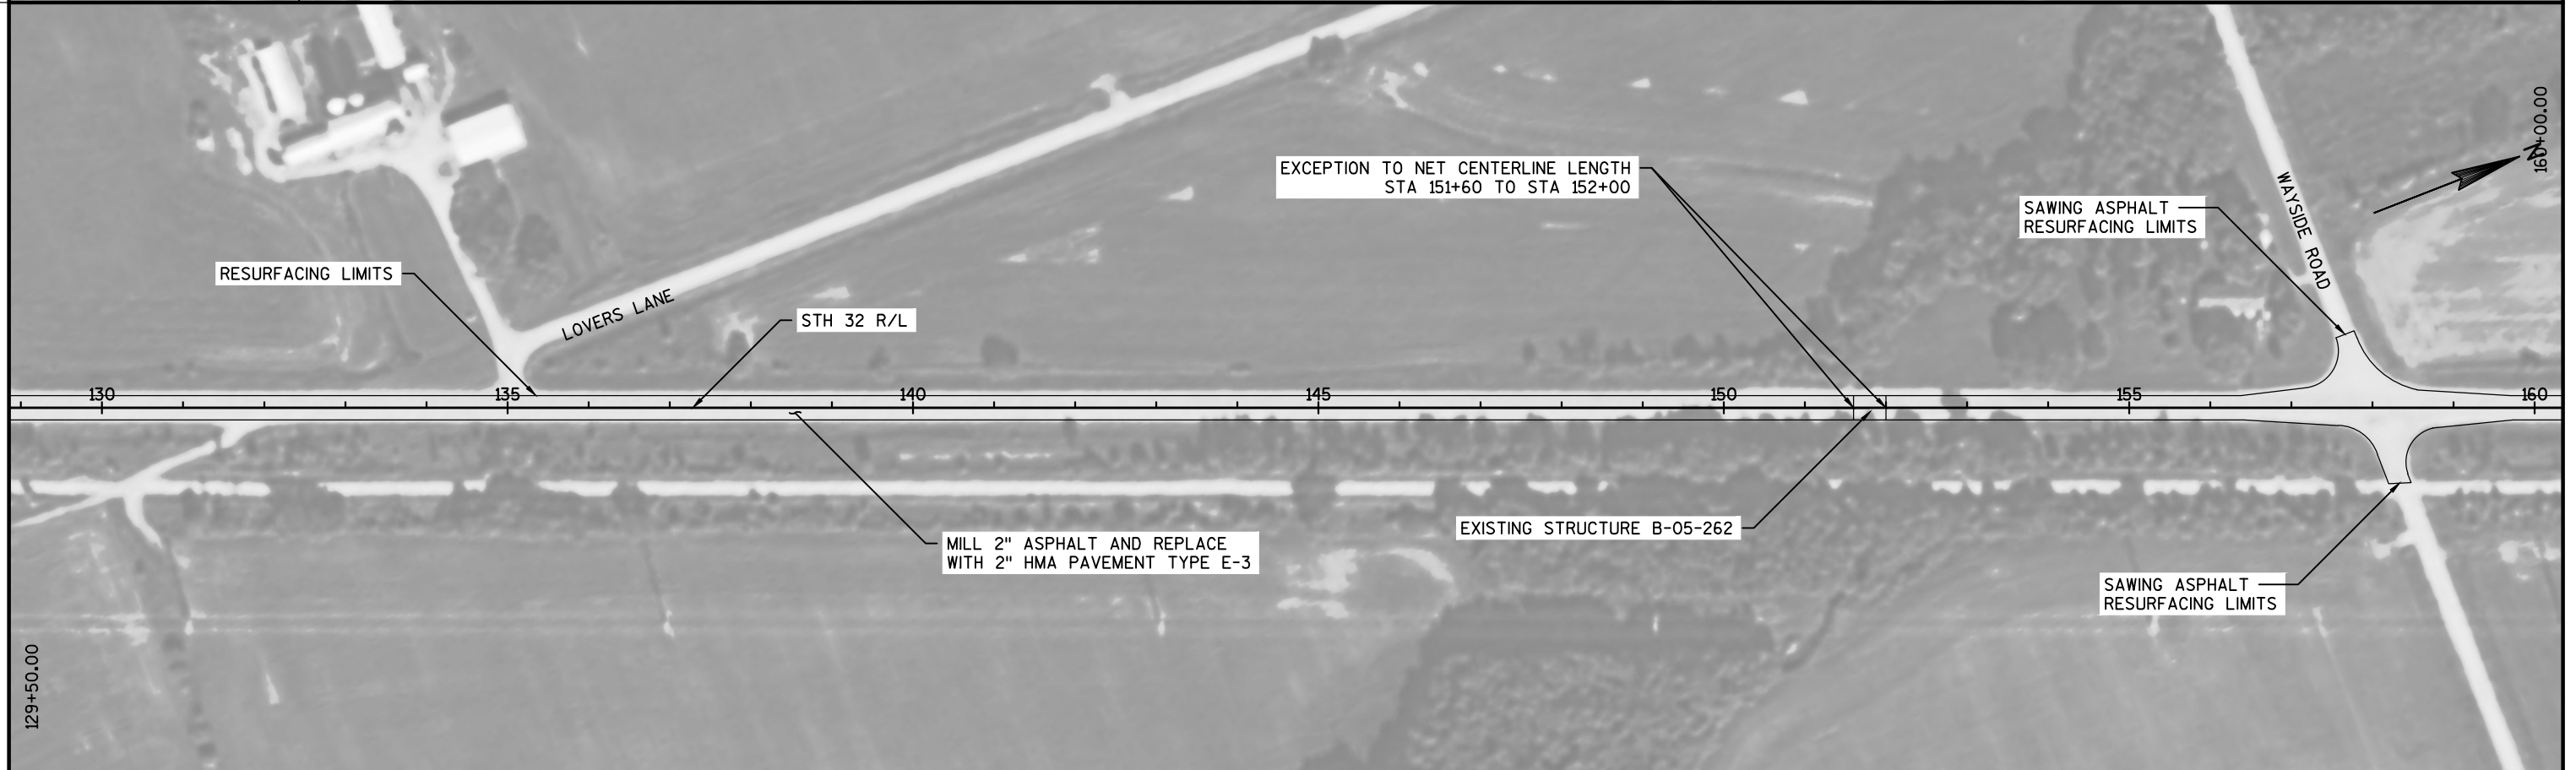 160+00.00
N
EXCEPTION TO NET CENTERLINE LENGTH
STA 151+60 TO STA 152+00
SAWING ASPHALT
RESURFACING LIMITS
WAYSIDE ROAD
RESURFACING LIMITS
LOVERS LANE
STH 32 R/L
130
135
140
145
150
155
160
EXISTING STRUCTURE B-05-262
MILL 2" ASPHALT AND REPLACE
WITH 2" HMA PAVEMENT TYPE E-3
SAWING ASPHALT
RESURFACING LIMITS
129+50.00